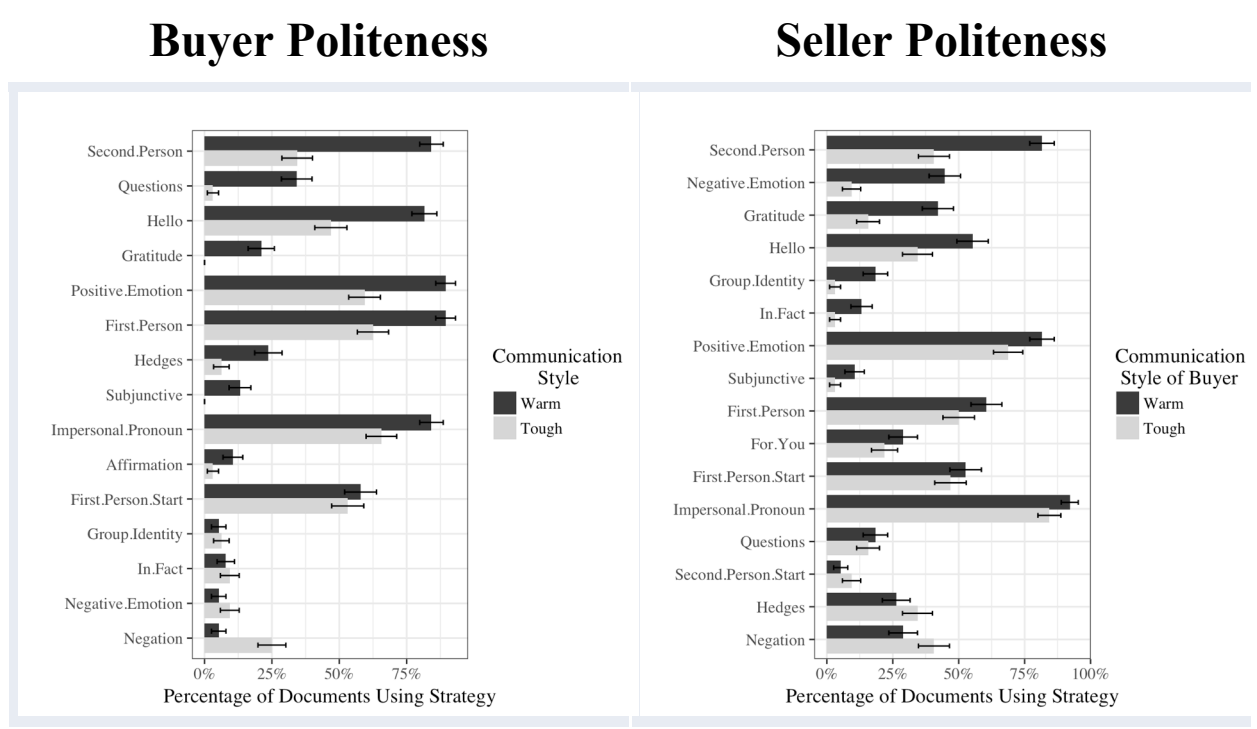 Buyer Politeness
Second.Person
Questions
Hello
Gratitude
Positive.Emotion
First.Person
Hedges
Subjunctive
Impersonal.Pronoun
Affirmation
First.Person.Start
Group.Identity
In.Fact
Negative.Emotion
Negation
0% 25% 50% 75%
Percentage of Documents Using Strategy
Communication
Style
Warm
Tough
Seller Politeness
Second.Person
Negative.Emotion
Gratitude
Hello
Group.Identity
In.Fact
Positive.Emotion
Subjunctive
First.Person
For.You
First.Person.Start
Impersonal.Pronoun
Questions
Second.Person.Start
Hedges
Negation
0% 25% 50% 75% 100%
Percentage of Documents Using Strategy
Communication
Style of Buyer
Warm
Tough